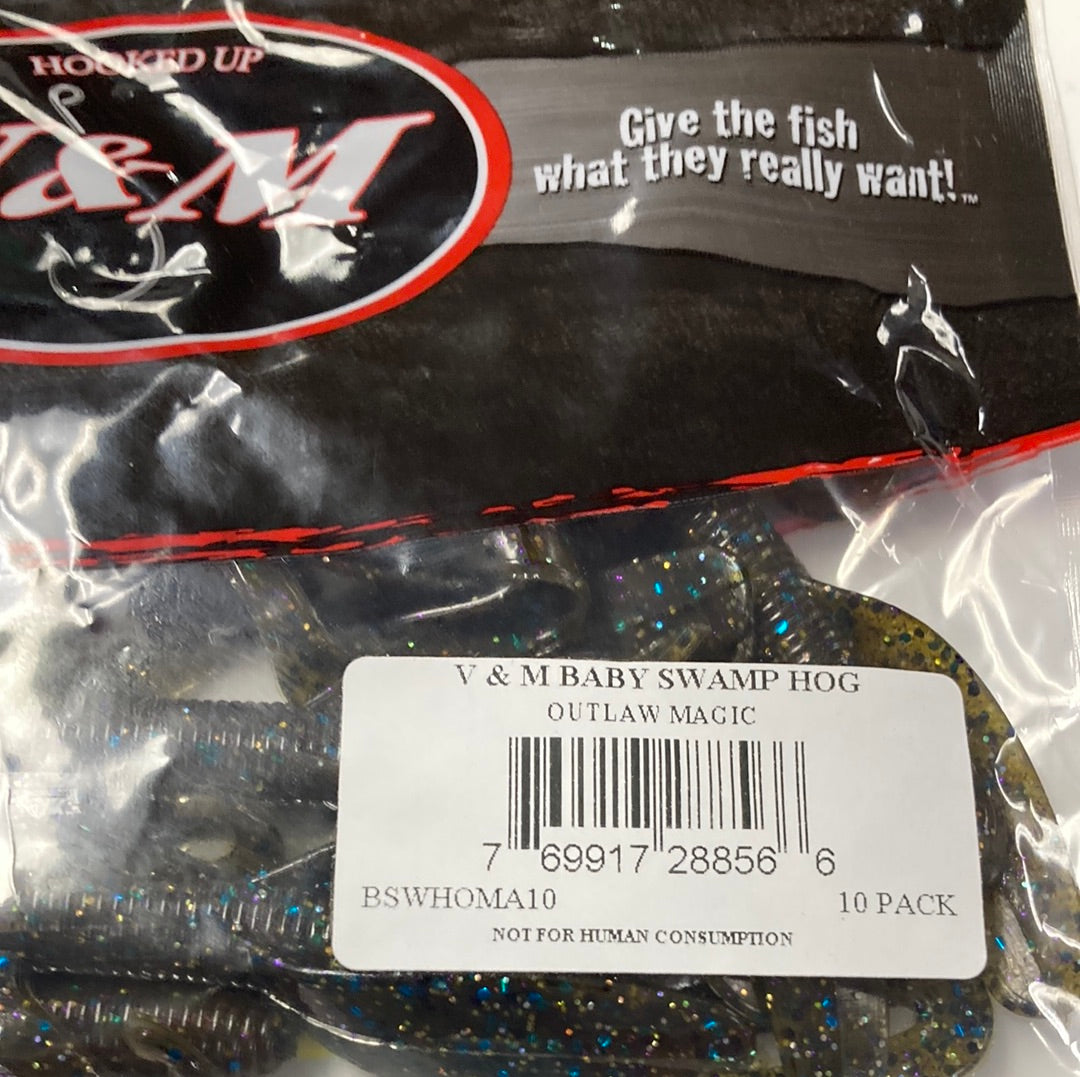 HOOKED UP
&M
Give the fish
what they really want!™
V & M BABY SWAMP HOG
OUTLAW MAGIC
7 69917 28856 6
BSWHOMA10
10 PACK
NOT FOR HUMAN CONSUMPTION